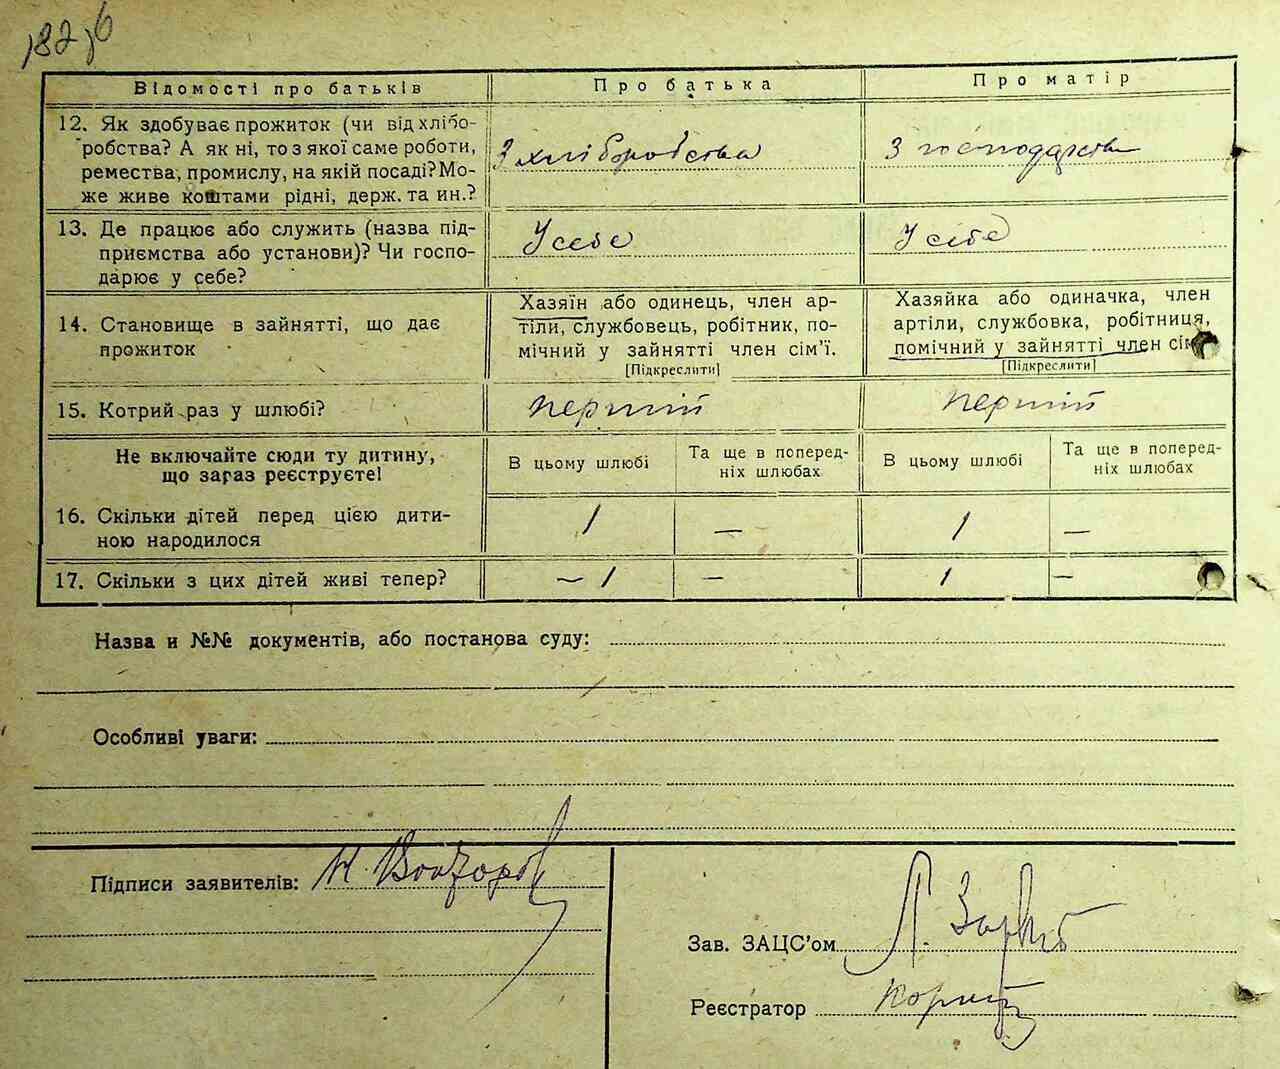 Відомості про батьків
Про батька
Про матір
12. Як здобуває прожиток (чи від хлібо-
робства? А як ні, то з якої саме роботи,
ремества, промислу, на якій посаді? Мо-
же живе коштами рідні, держ. та ин.?
З хліборобства
З господарства
13. Де працює або служить (назва під-
приємства або установи)? Чи госпо-
дарює у себе?
У себе
У себе
14. Становище в зайнятті, що дає
прожиток
Хазяїн або одинець, член ар-
тіли, службовець, робітник, по-
мічний у зайнятті член сім'ї.
[Підкреслити]
Хазяйка або одиначка, член
артіли, службовка, робітниця,
помічний у зайнятті член сім
[Підкреслити]
15. Котрий раз у шлюбі?
перший
перший
Не включайте сюди ту дитину,
що зараз реєструєте!
В цьому шлюбі
Та ще в поперед-
ніх шлюбах
В цьому шлюбі
Та ще в поперед-
ніх шлюбах
16. Скільки дітей перед цією дити-
ною народилося
1
—
1
—
17. Скільки з цих дітей живі тепер?
– 1
—
1
—
Назва и №№ документів, або постанова суду:
Особливі уваги:
Підписи заявителів:
Зав. ЗАЦС'ом
Реєстратор